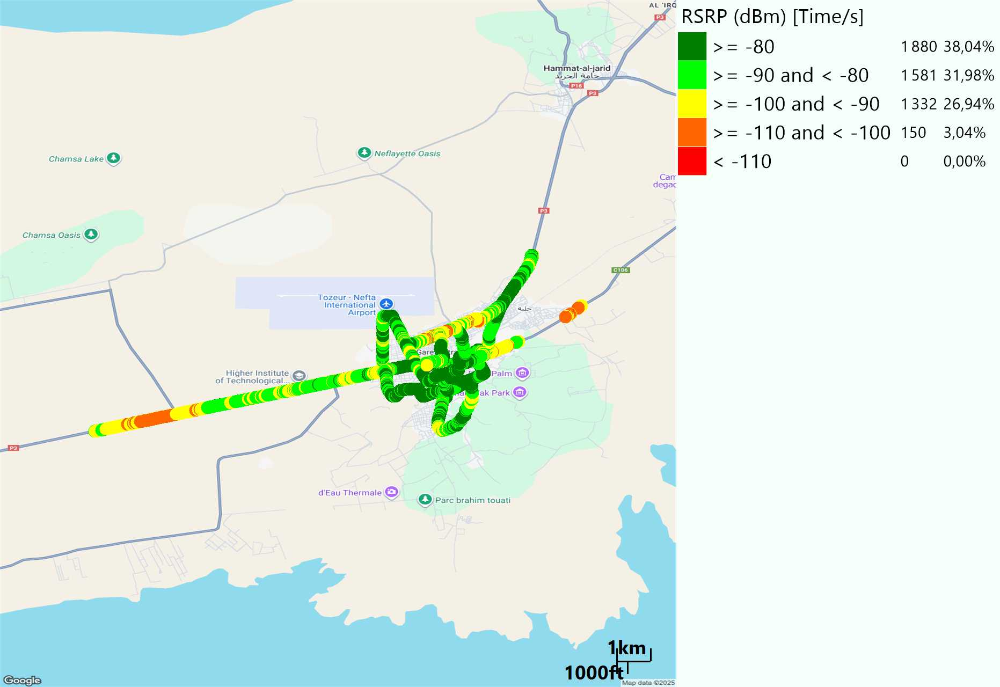 AL 'IRQ
P3
Hammat-al-jarid
حامة الجريد
P16
P3
Chamsa Lake
Neflayette Oasis
Cam
degac
P3
Chamsa Oasis
C106
Tozeur - Nefta
International
Airport
حلبة
Gare
tra
Higher Institute
of Technological...
Palm
ak Park
P3
d'Eau Thermale
Parc brahim touati
1km
1000ft
Google
Map data ©2025
RSRP (dBm) [Time/s]
>= -80 1 880 38,04%
>= -90 and < -80 1 581 31,98%
>= -100 and < -90 1 332 26,94%
>= -110 and < -100 150 3,04%
< -110 0 0,00%